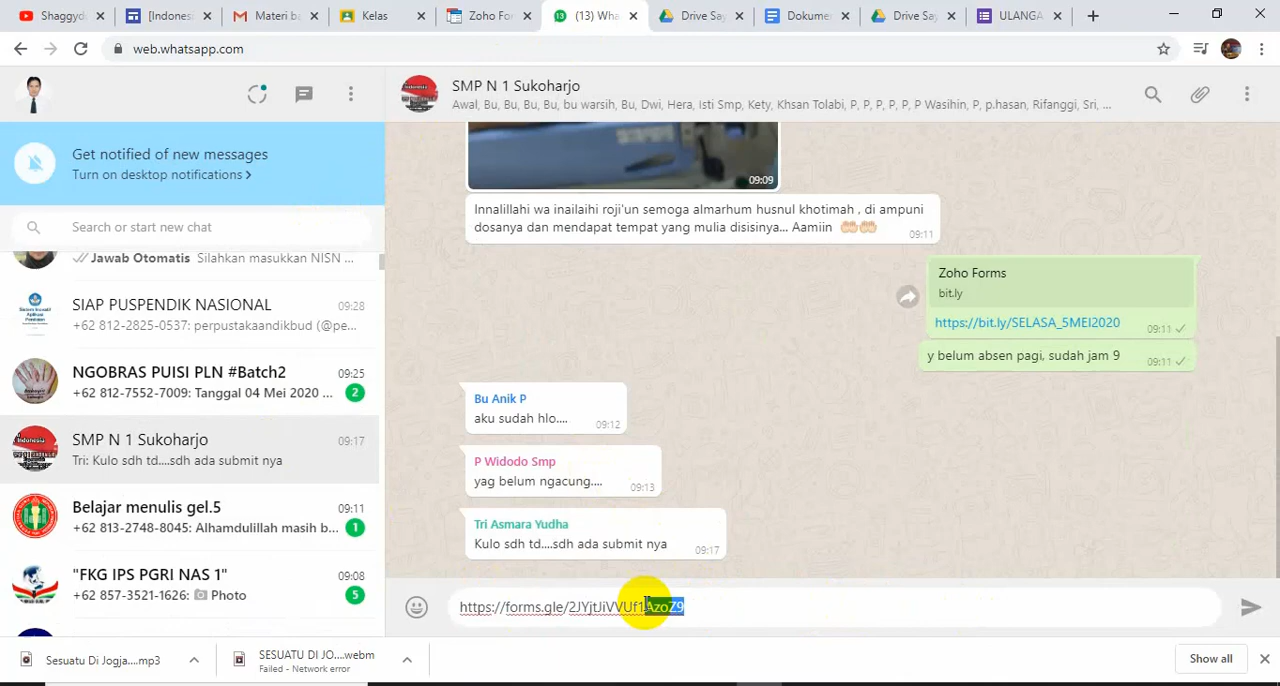 Shaggyd
[Indones
Materi b
Kelas
Zoho For
(13) Wha
Drive Say
Dokume
Drive Say
ULANGA
web.whatsapp.com
SMP N 1 Sukoharjo
Awal, Bu, Bu, Bu, Bu, bu warsih, Bu, Dwi, Hera, Isti Smp, Kety, Khsan Tolabi, P, P, P, P, P, P Wasihin, P, p.hasan, Rifanggi, Sri, ...
Get notified of new messages
Turn on desktop notifications >
Search or start new chat
Jawab Otomatis Silahkan masukkan NISN ...
SIAP PUSPENDIK NASIONAL 09:28
+62 812-2825-0537: perpustataandikbud (@pe...
NGOBRAS PUISI PLN #Batch2 09:25
+62 812-7552-7009: Tanggal 04 Mei 2020 ... 2
SMP N 1 Sukoharjo 09:17
Tri: Kulo sdh td....sdh ada submit nya
Belajar menulis gel.5 09:11
+62 813-2748-8045: Alhamdulillah masih b... 1
"FKG IPS PGRI NAS 1" 09:08
+62 857-3521-1626: Photo 5
09:09
Innalillahi wa inailaihi roji'un semoga almarhum husnul khotimah , di ampuni
dosanya dan mendapat tempat yang mulia disisinya... Aamiin
09:11
Zoho Forms
bit.ly
https://bit.ly/SELASA_5MEI2020 09:11
y belum absen pagi, sudah jam 9 09:11
Bu Anik P
aku sudah hlo.... 09:12
P Widodo Smp
yag belum ngacung.... 09:13
Tri Asmara Yudha
Kulo sdh td....sdh ada submit nya 09:17
https://forms.gle/2JYjtJiVVUf1AzoZ9
Sesuatu Di Jogja....mp3
SESUATU DI JO....webm
Failed - Network error
Show all